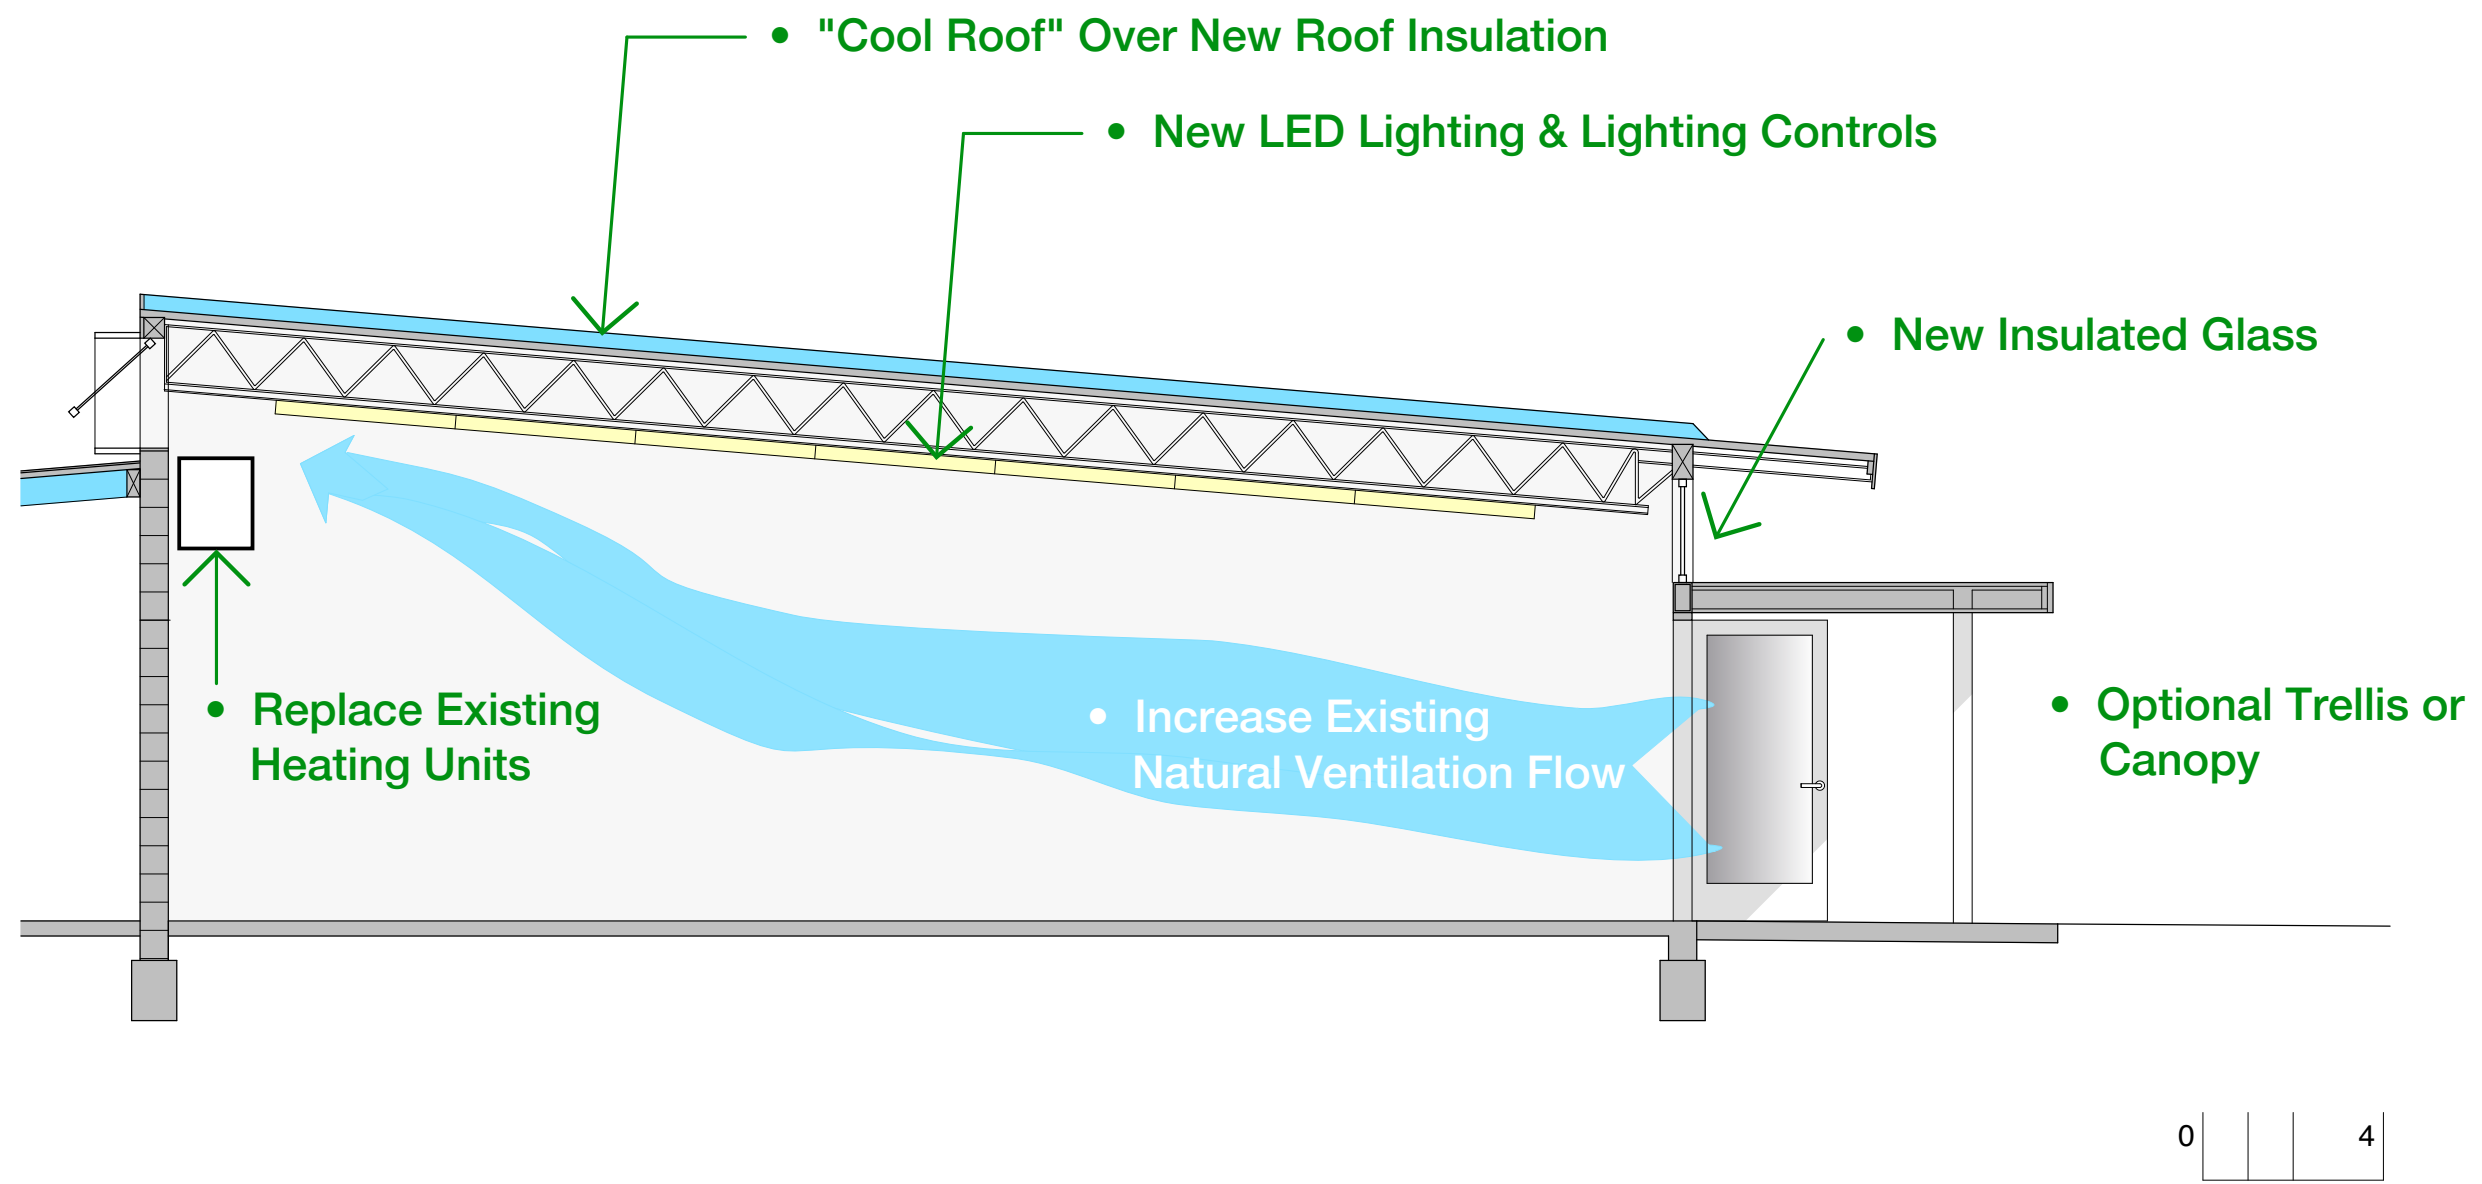 • "Cool Roof" Over New Roof Insulation
• New LED Lighting & Lighting Controls
• New Insulated Glass
• Replace Existing
Heating Units
• Increase Existing
Natural Ventilation Flow
• Optional Trellis or
Canopy
0 4